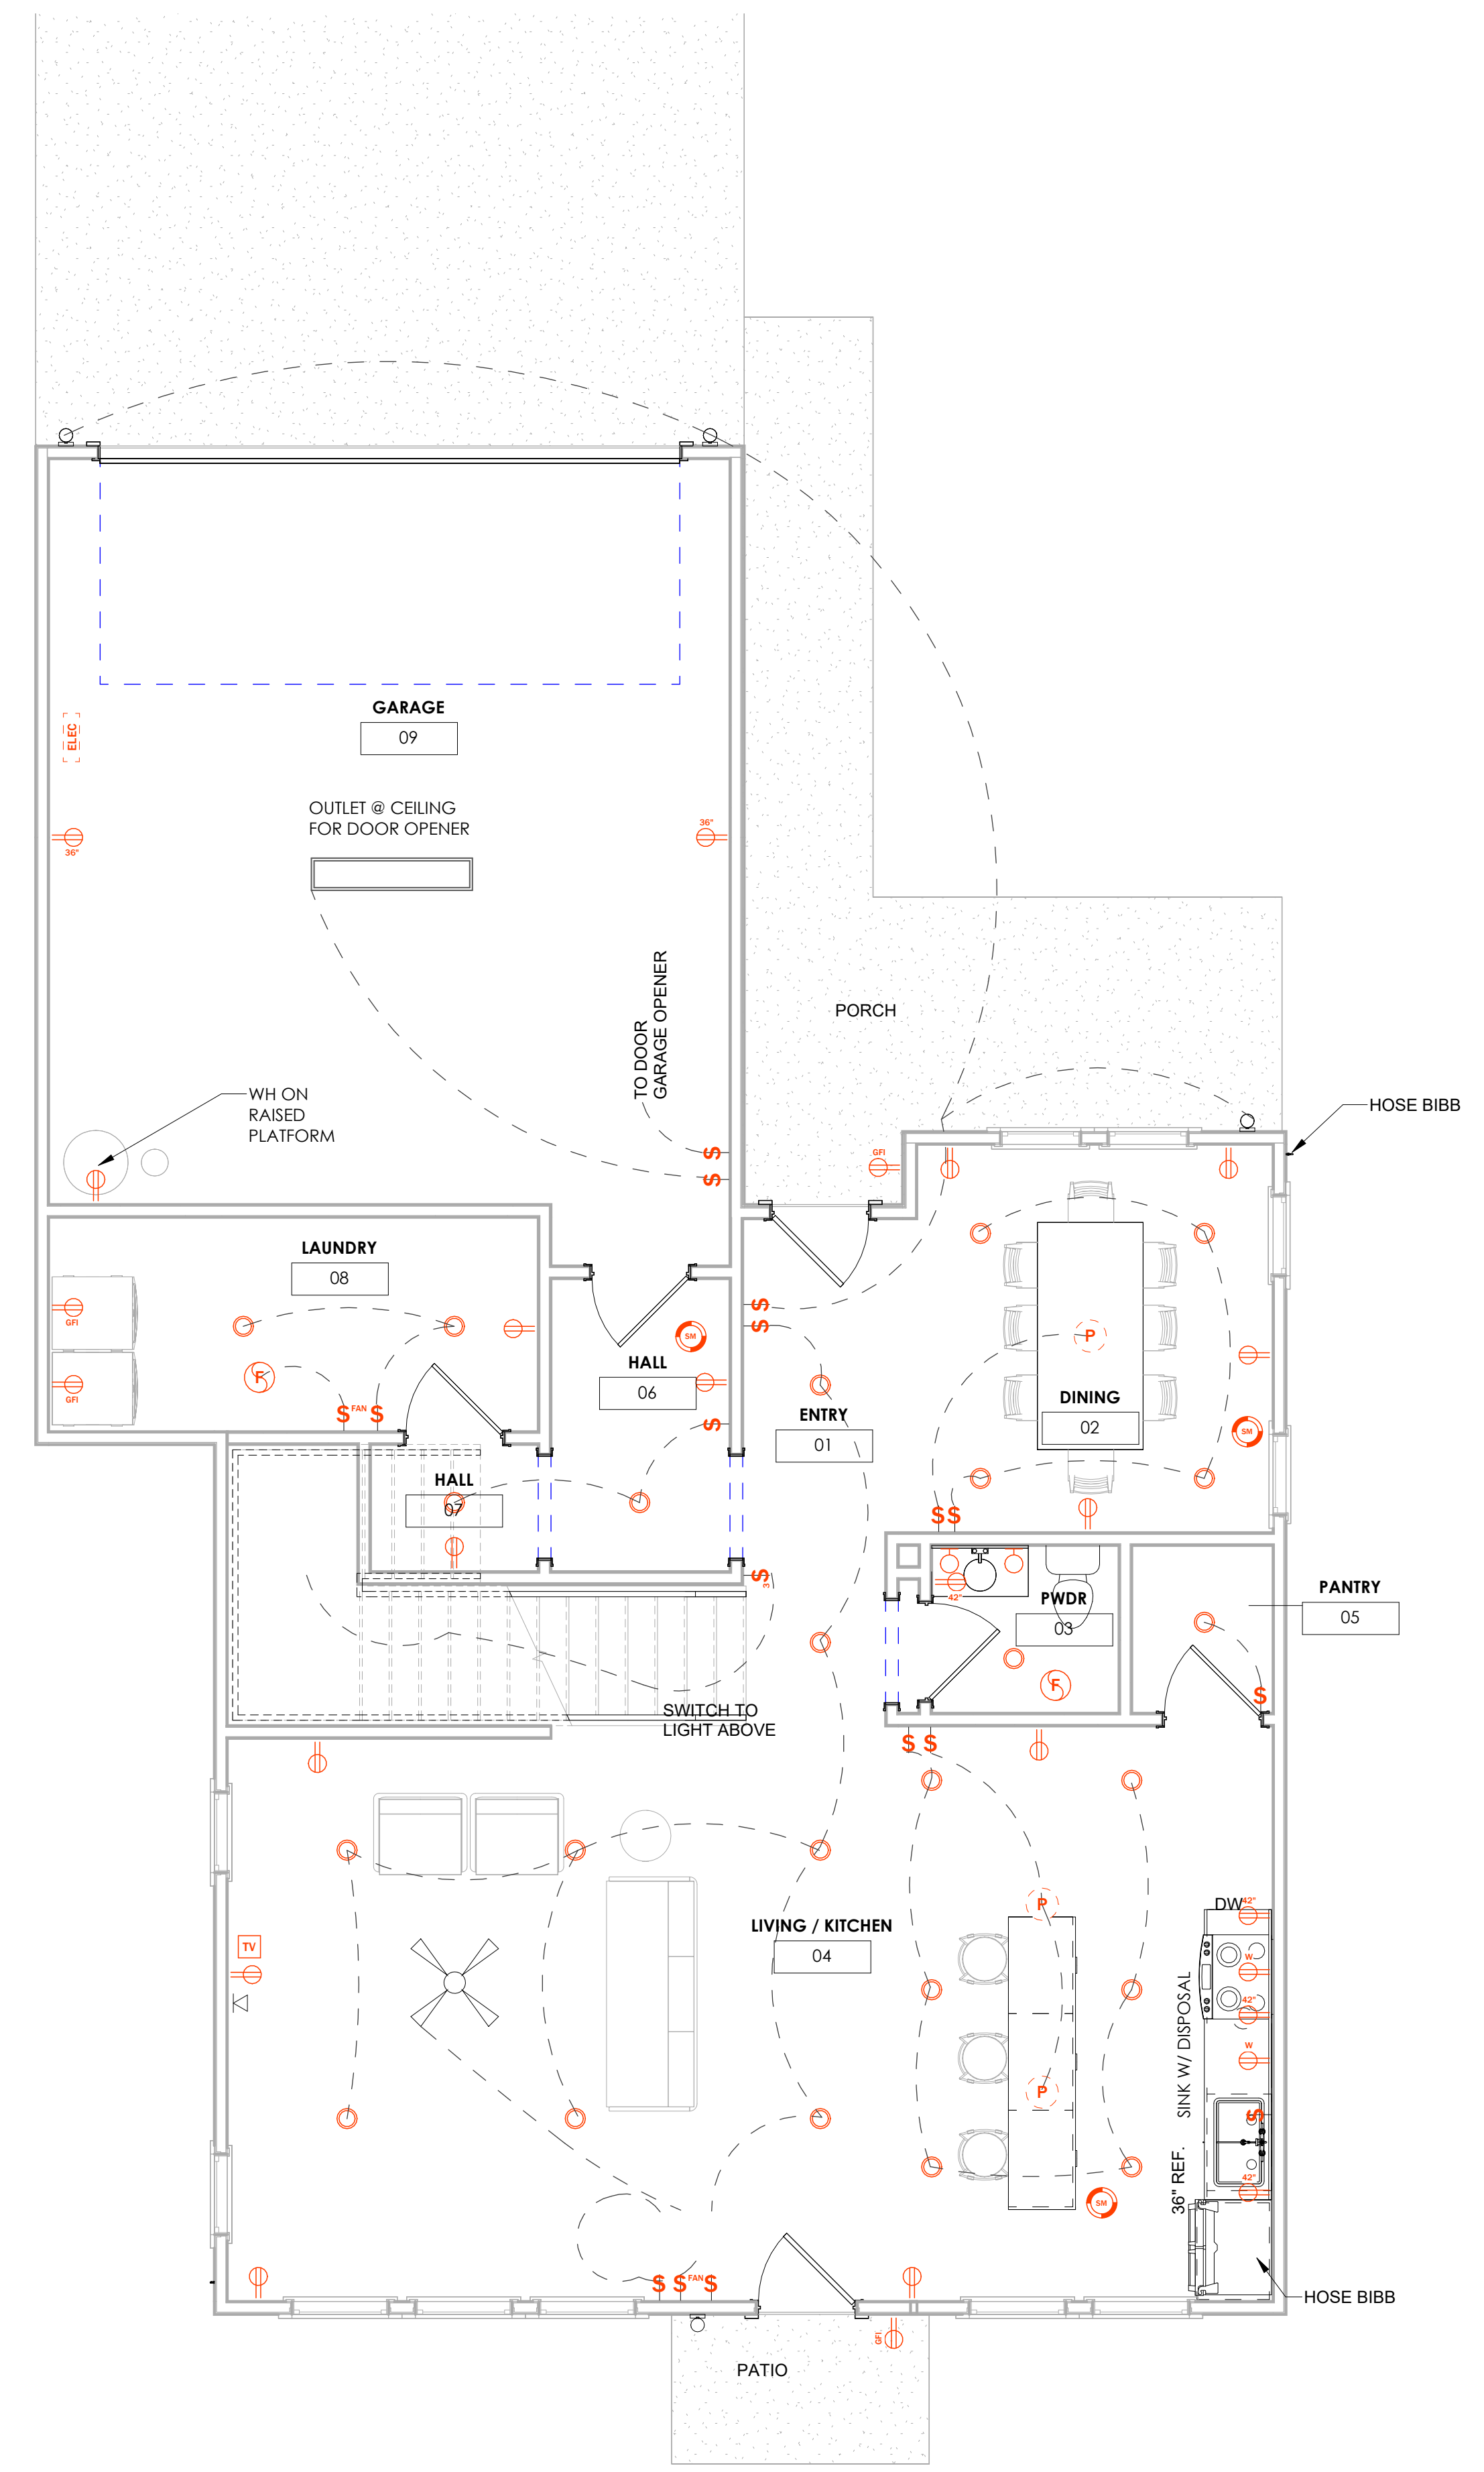 GARAGE
09
ELEC
OUTLET @ CEILING
FOR DOOR OPENER
36"
36"
TO DOOR
GARAGE OPENER
PORCH
WH ON
RAISED
PLATFORM
HOSE BIBB
GFI
S
S
LAUNDRY
08
GFI
GFI
F
S FAN S
SM
HALL
06
S
S
S
ENTRY
01
P
DINING
02
SM
S S
HALL
07
S
3
42"
PWDR
03
F
PANTRY
05
S
SWITCH TO
LIGHT ABOVE
S S
TV
LIVING / KITCHEN
04
P
P
DW
42"
W
42"
W
SINK W/ DISPOSAL
S
42"
36" REF.
SM
S S FAN S
HOSE BIBB
GFI
PATIO